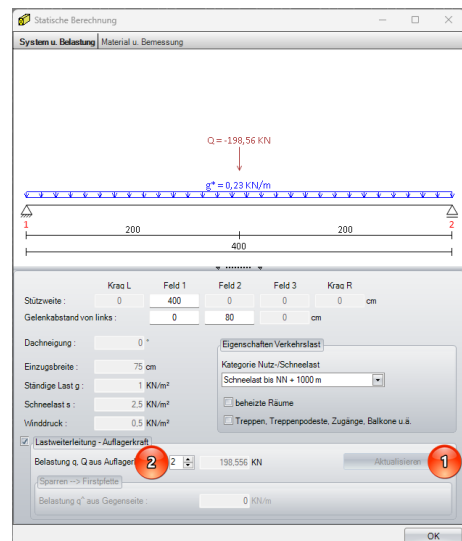 Statische Berechnung
System u. Belastung Material u. Bemessung
Q = -198,56 KN
g* = 0,23 KN/m
1 2
200 200
400
Krag L Feld 1 Feld 2 Feld 3 Krag R
Stützweite : 0 400 0 0 0 cm
Gelenkabstand von links : 0 80 0 cm
Dachneigung : 0 °
Einzugsbreite : 75 cm
Ständige Last g : 1 KN/m²
Schneelast s : 2,5 KN/m²
Winddruck : 0,5 KN/m²
Eigenschaften Verkehrslast
Kategorie Nutz-/Schneelast
Schneelast bis NN + 1000 m
beheizte Räume
Treppen, Treppenpodeste, Zugänge, Balkone u.ä.
Lastweiterleitung - Auflagerkraft
Belastung q, Q aus Auflager 2 2 198,556 KN Aktualisieren 1
Sparren --> Firstpfette
Belastung q" aus Gegenseite : 0 KN/m
OK